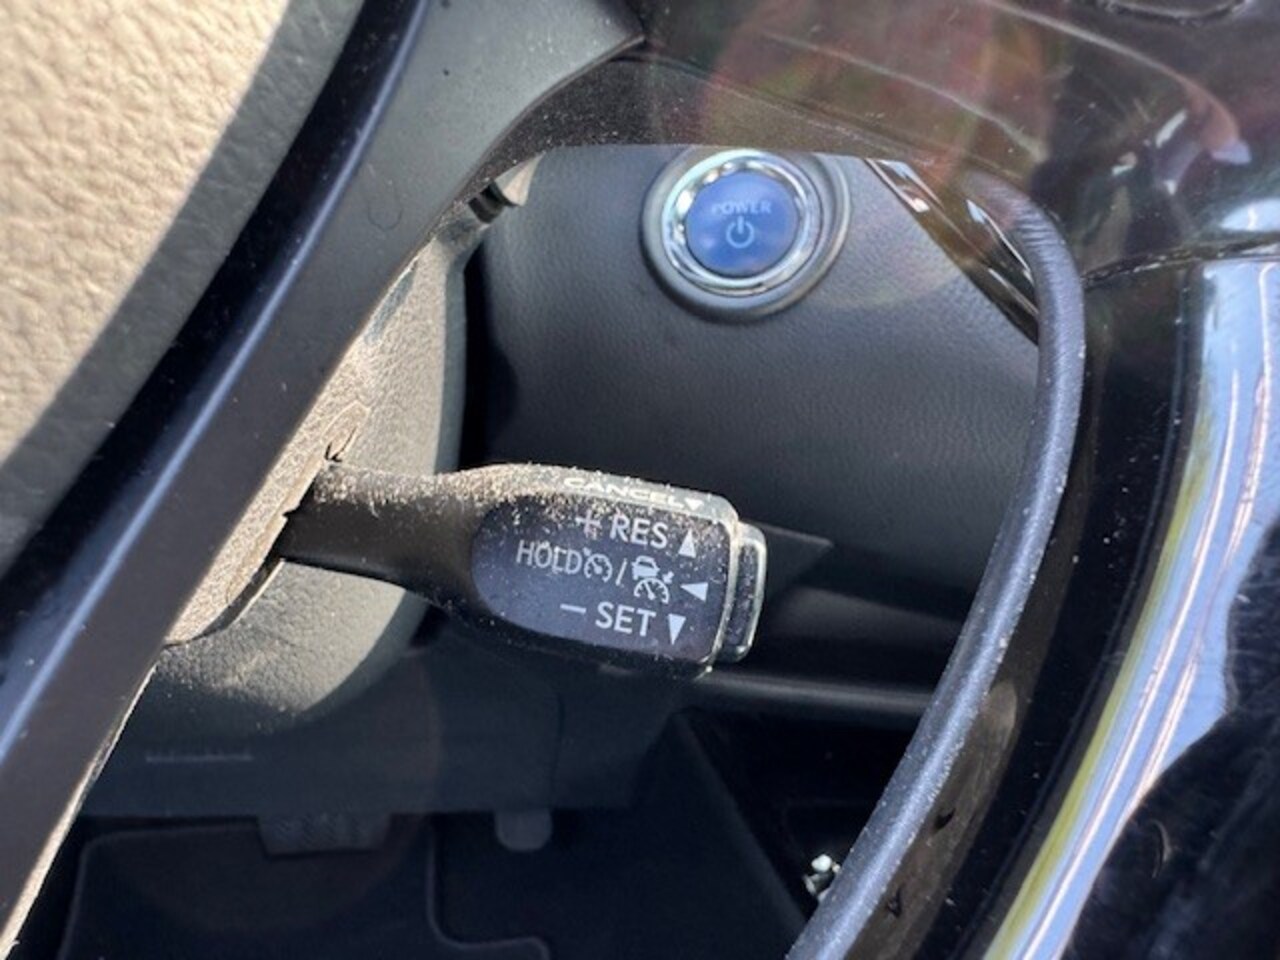 POWER
CANCEL
+ RES
HOLD /
− SET